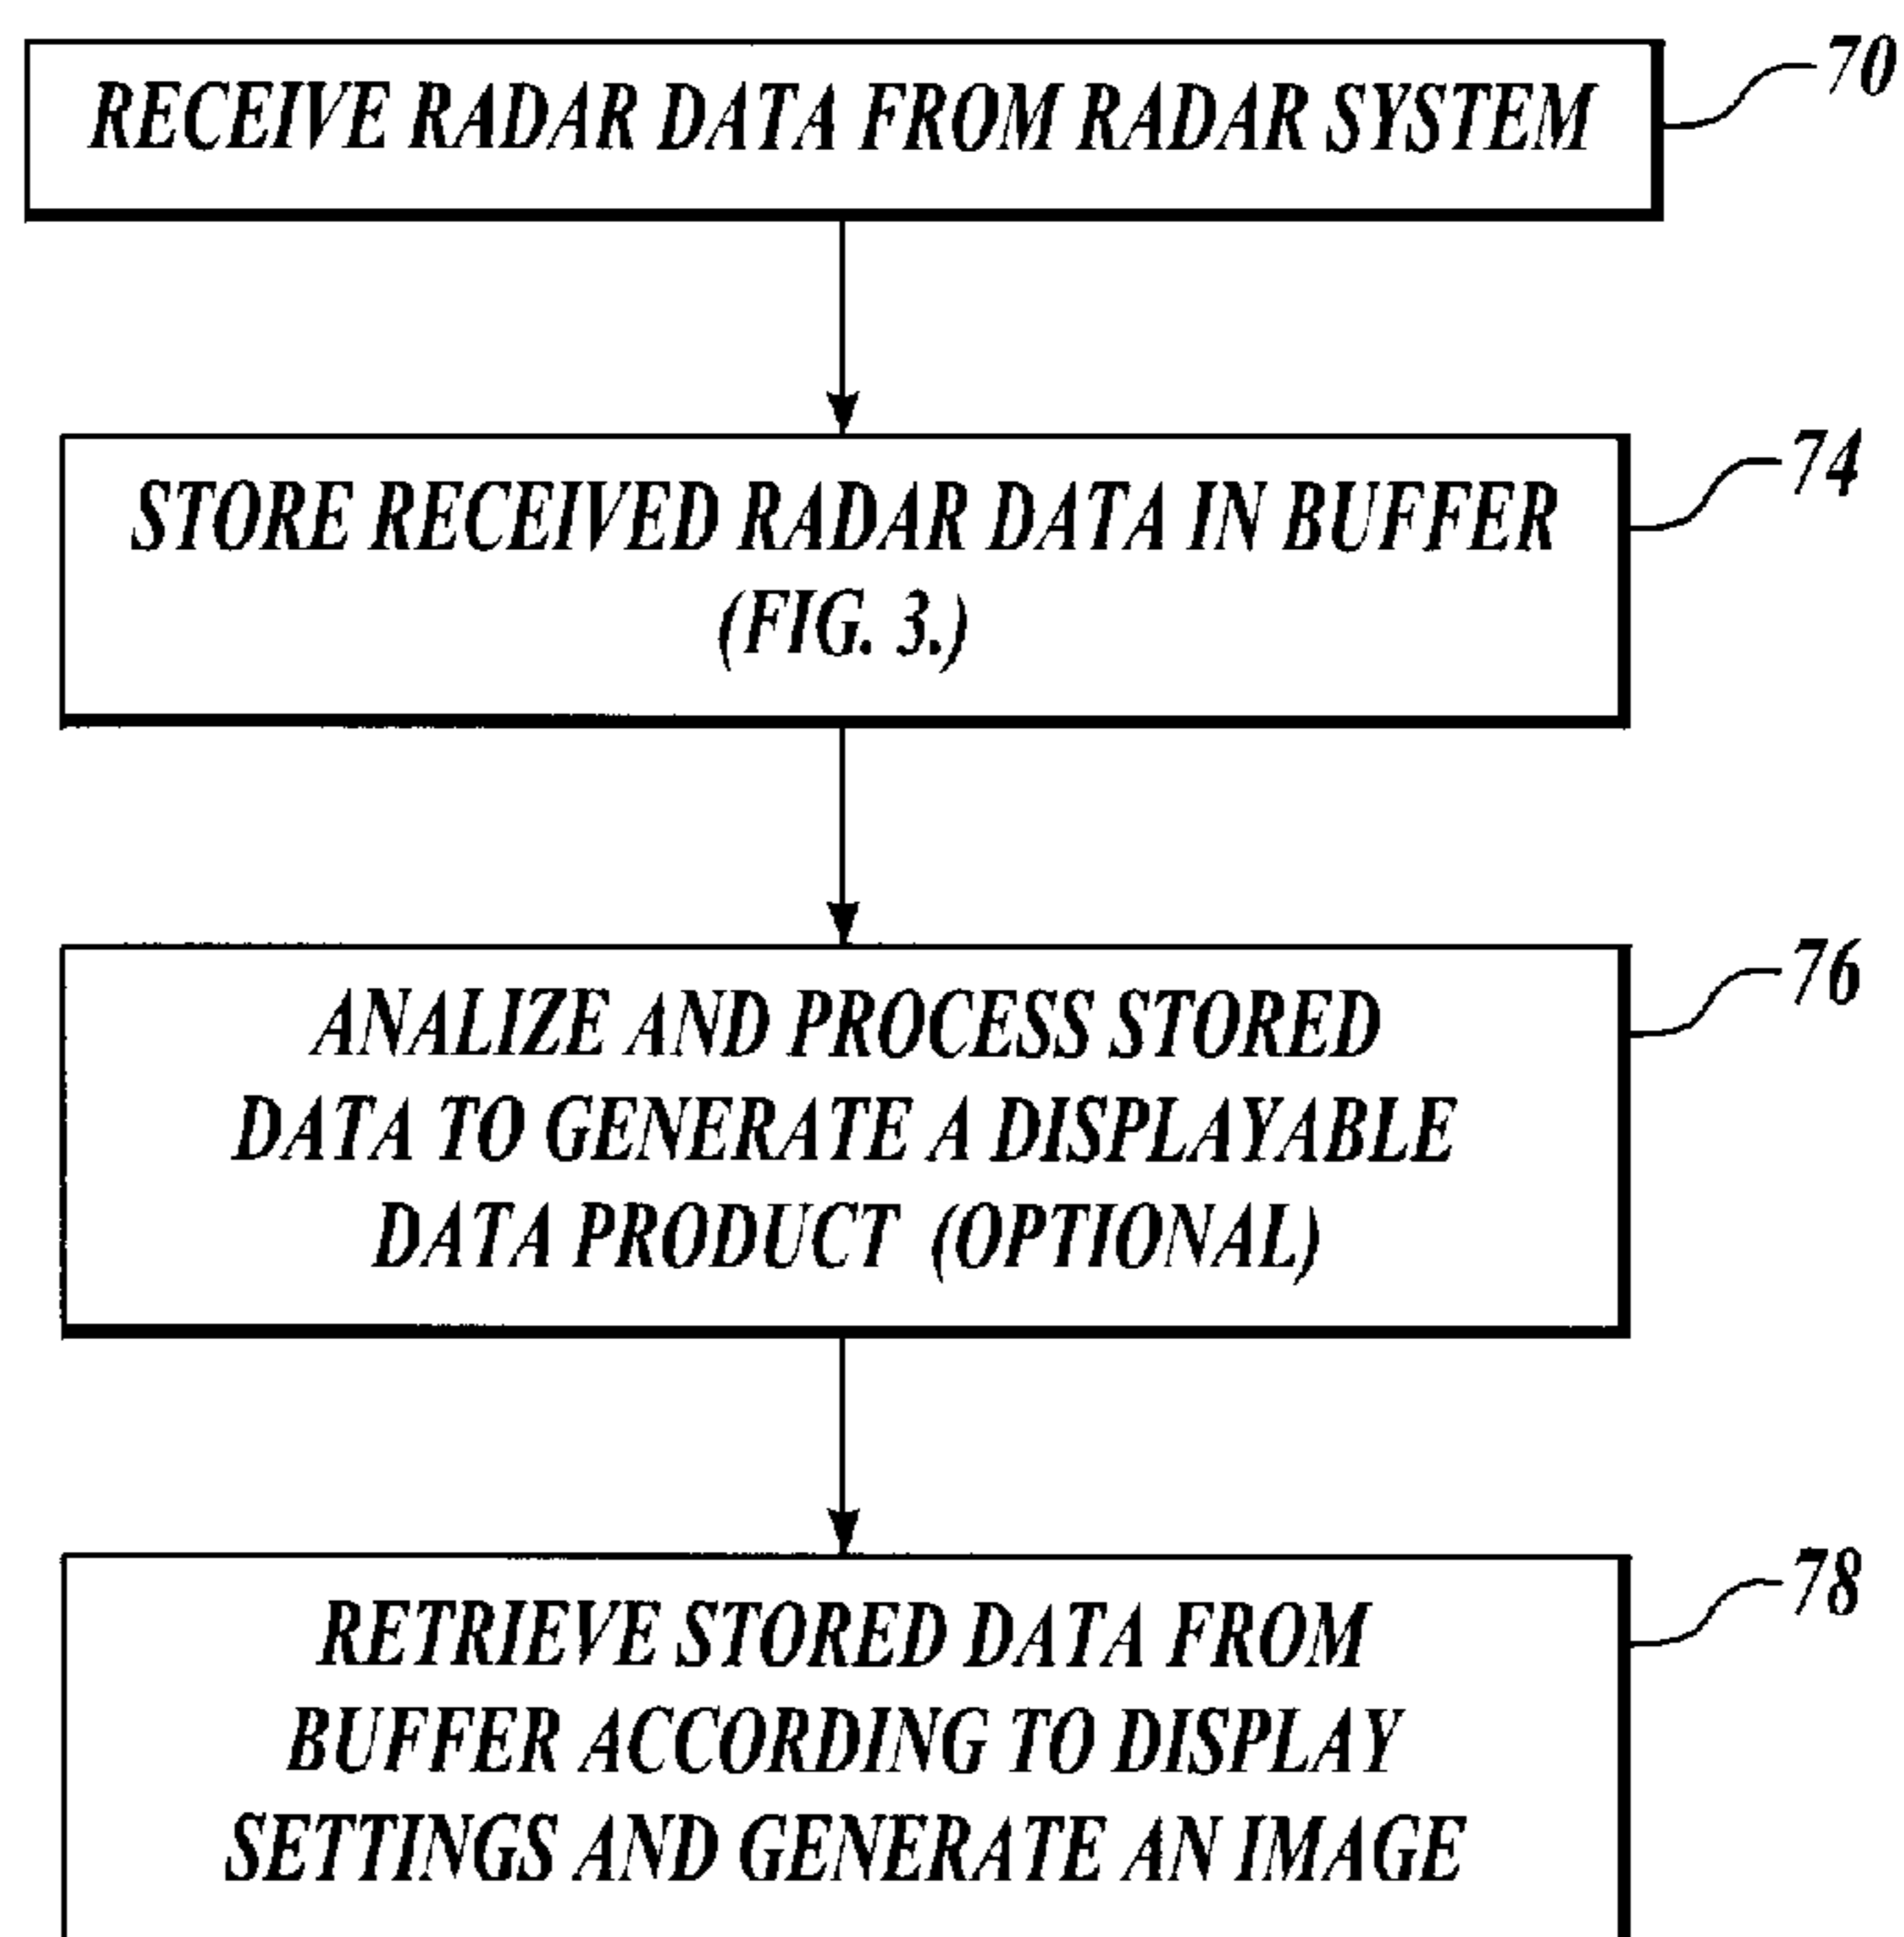 RECEIVE RADAR DATA FROM RADAR SYSTEM
70
STORE RECEIVED RADAR DATA IN BUFFER
(FIG. 3.)
74
ANALIZE AND PROCESS STORED
DATA TO GENERATE A DISPLAYABLE
DATA PRODUCT (OPTIONAL)
76
RETRIEVE STORED DATA FROM
BUFFER ACCORDING TO DISPLAY
SETTINGS AND GENERATE AN IMAGE
78